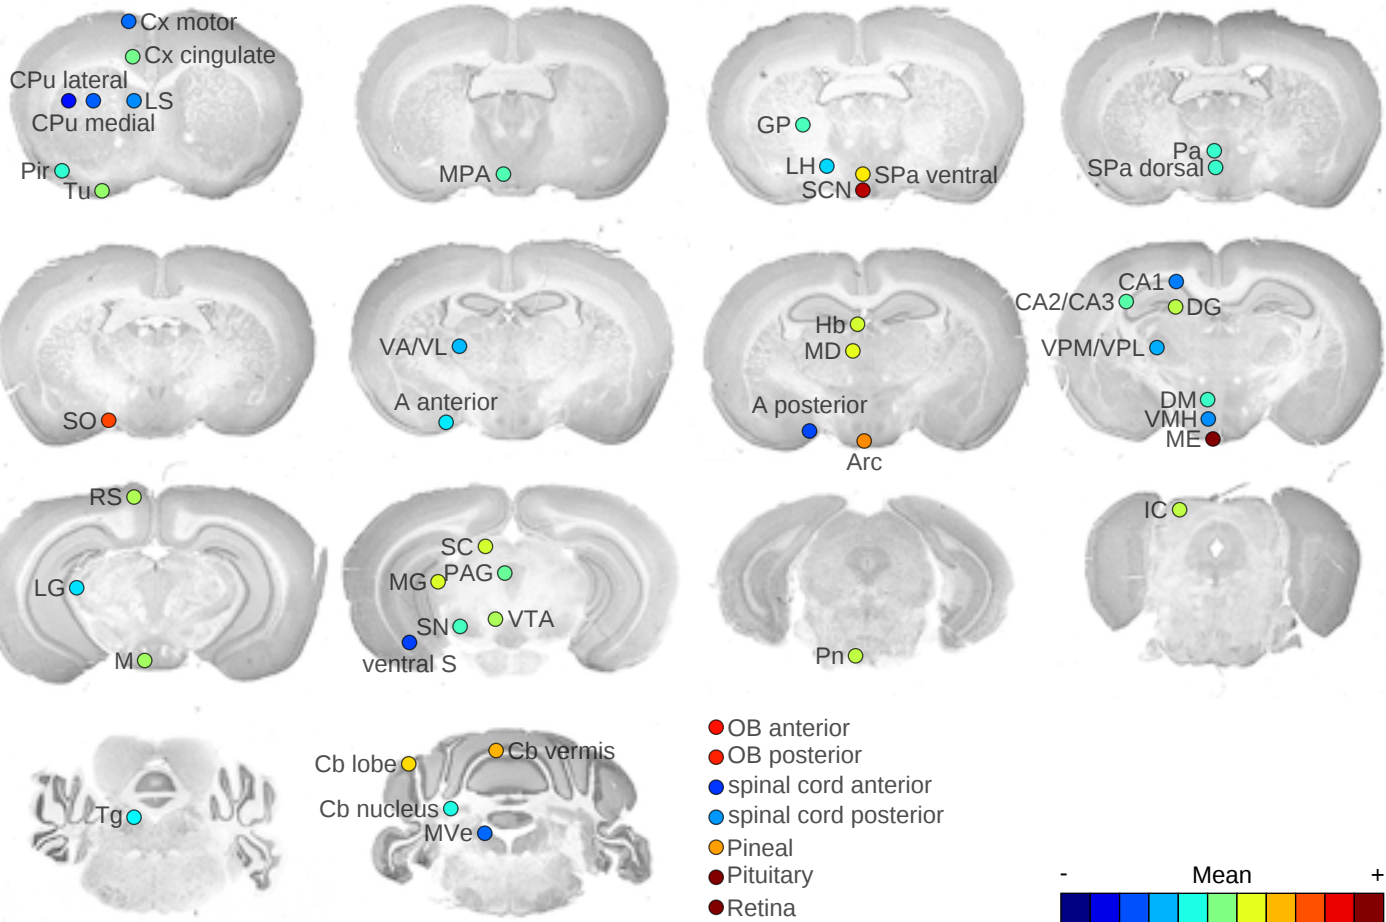 Cx motor
Cx cingulate
CPu lateral
LS
CPu medial
Pir
Tu
MPA
GP
LH
SPa ventral
SCN
Pa
SPa dorsal
SO
VA/VL
A anterior
Hb
MD
A posterior
Arc
CA1
CA2/CA3
DG
VPM/VPL
DM
VMH
ME
RS
LG
M
SC
PAG
MG
VTA
SN
ventral S
Pn
IC
Tg
Cb vermis
Cb lobe
Cb nucleus
MVe
OB anterior
OB posterior
spinal cord anterior
spinal cord posterior
Pineal
Pituitary
Retina
- Mean +